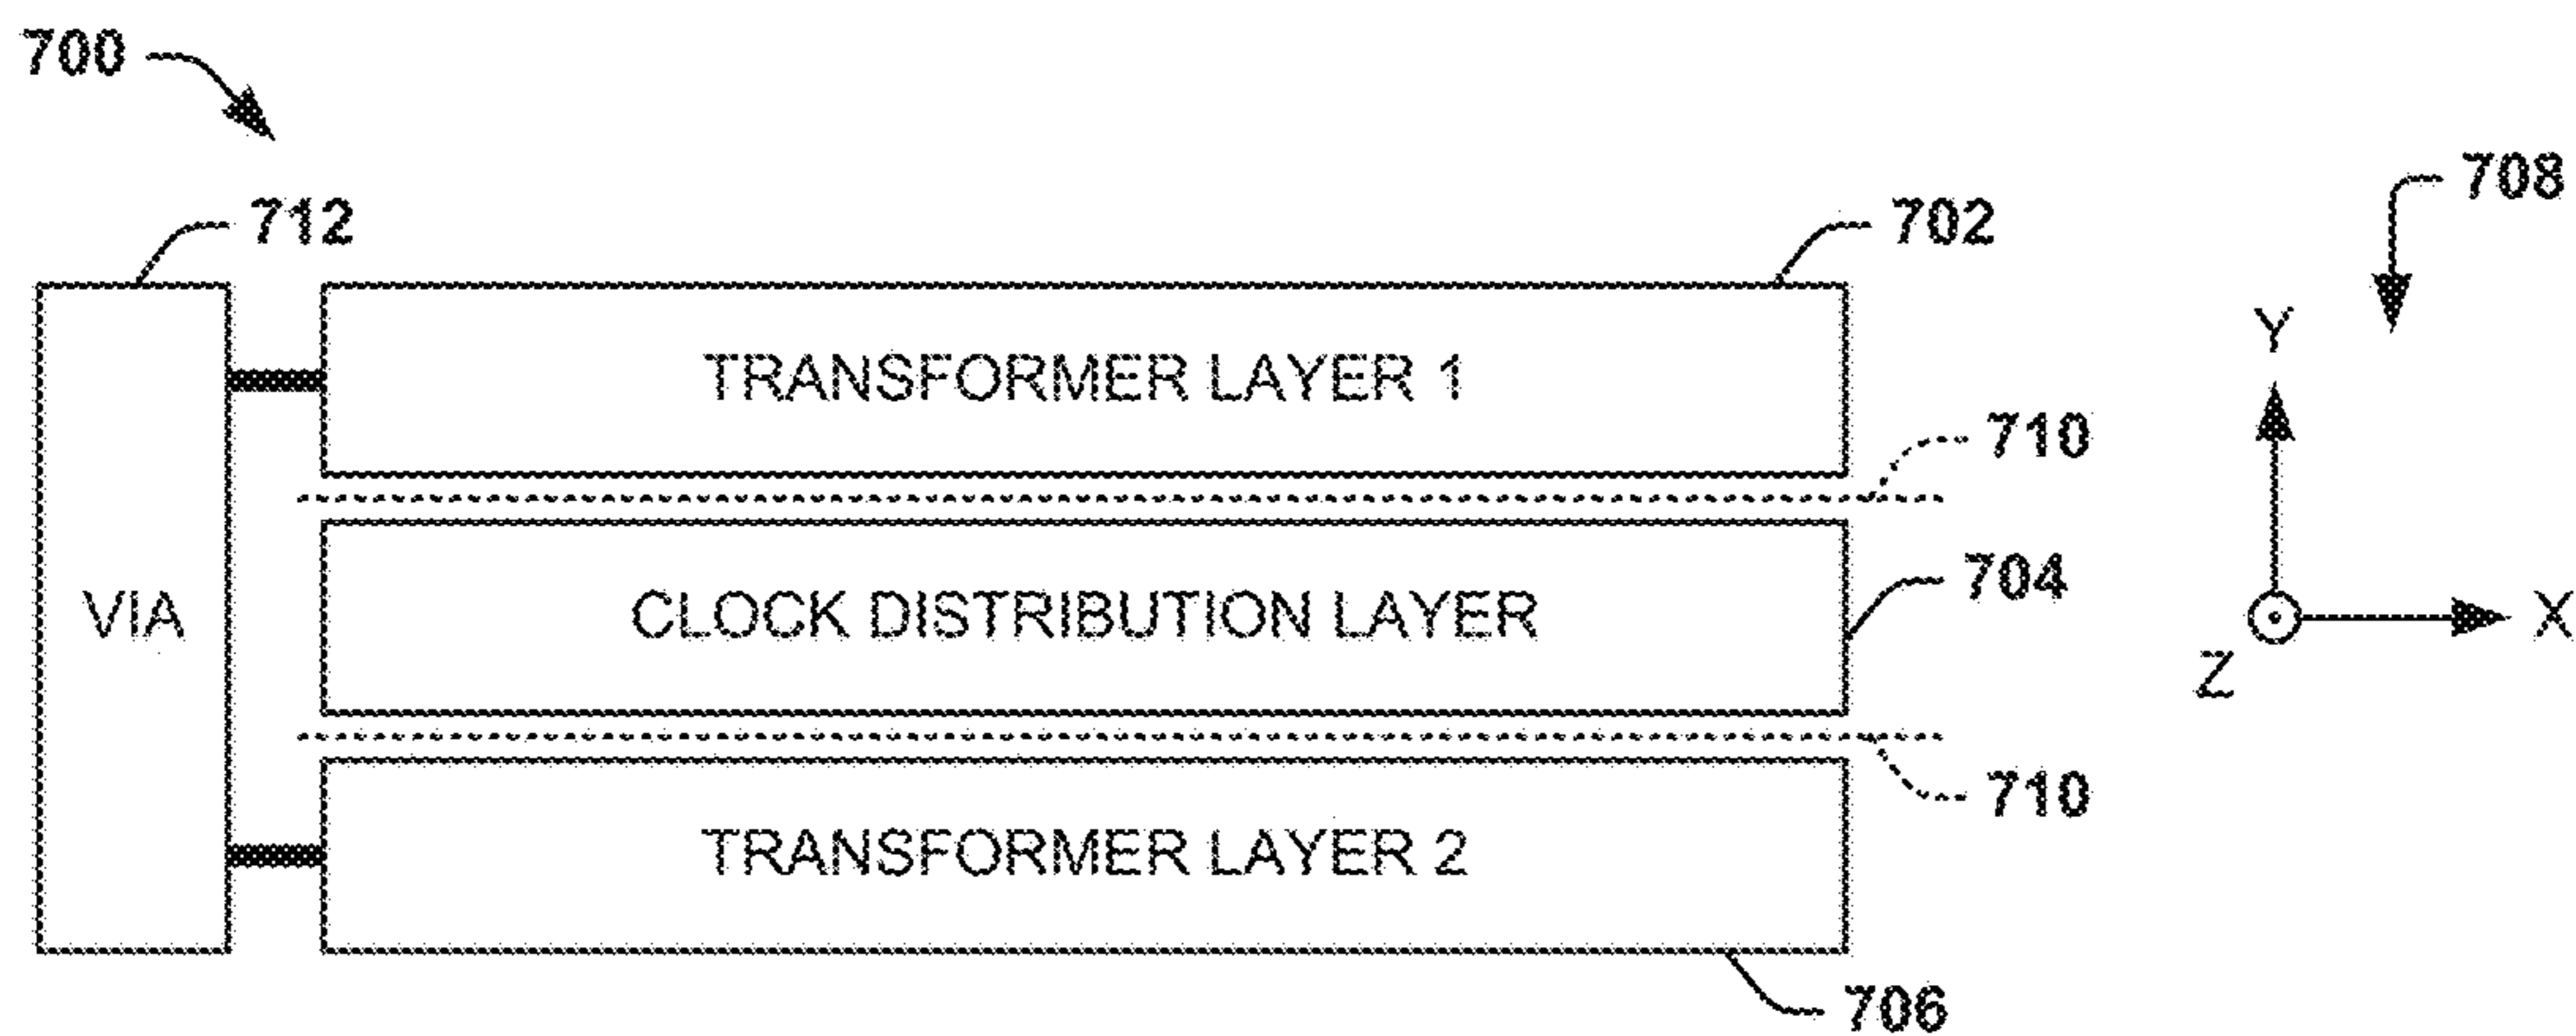 700
708
712
702
TRANSFORMER LAYER 1
Y
710
704
VIA
CLOCK DISTRIBUTION LAYER
X
Z
710
TRANSFORMER LAYER 2
706